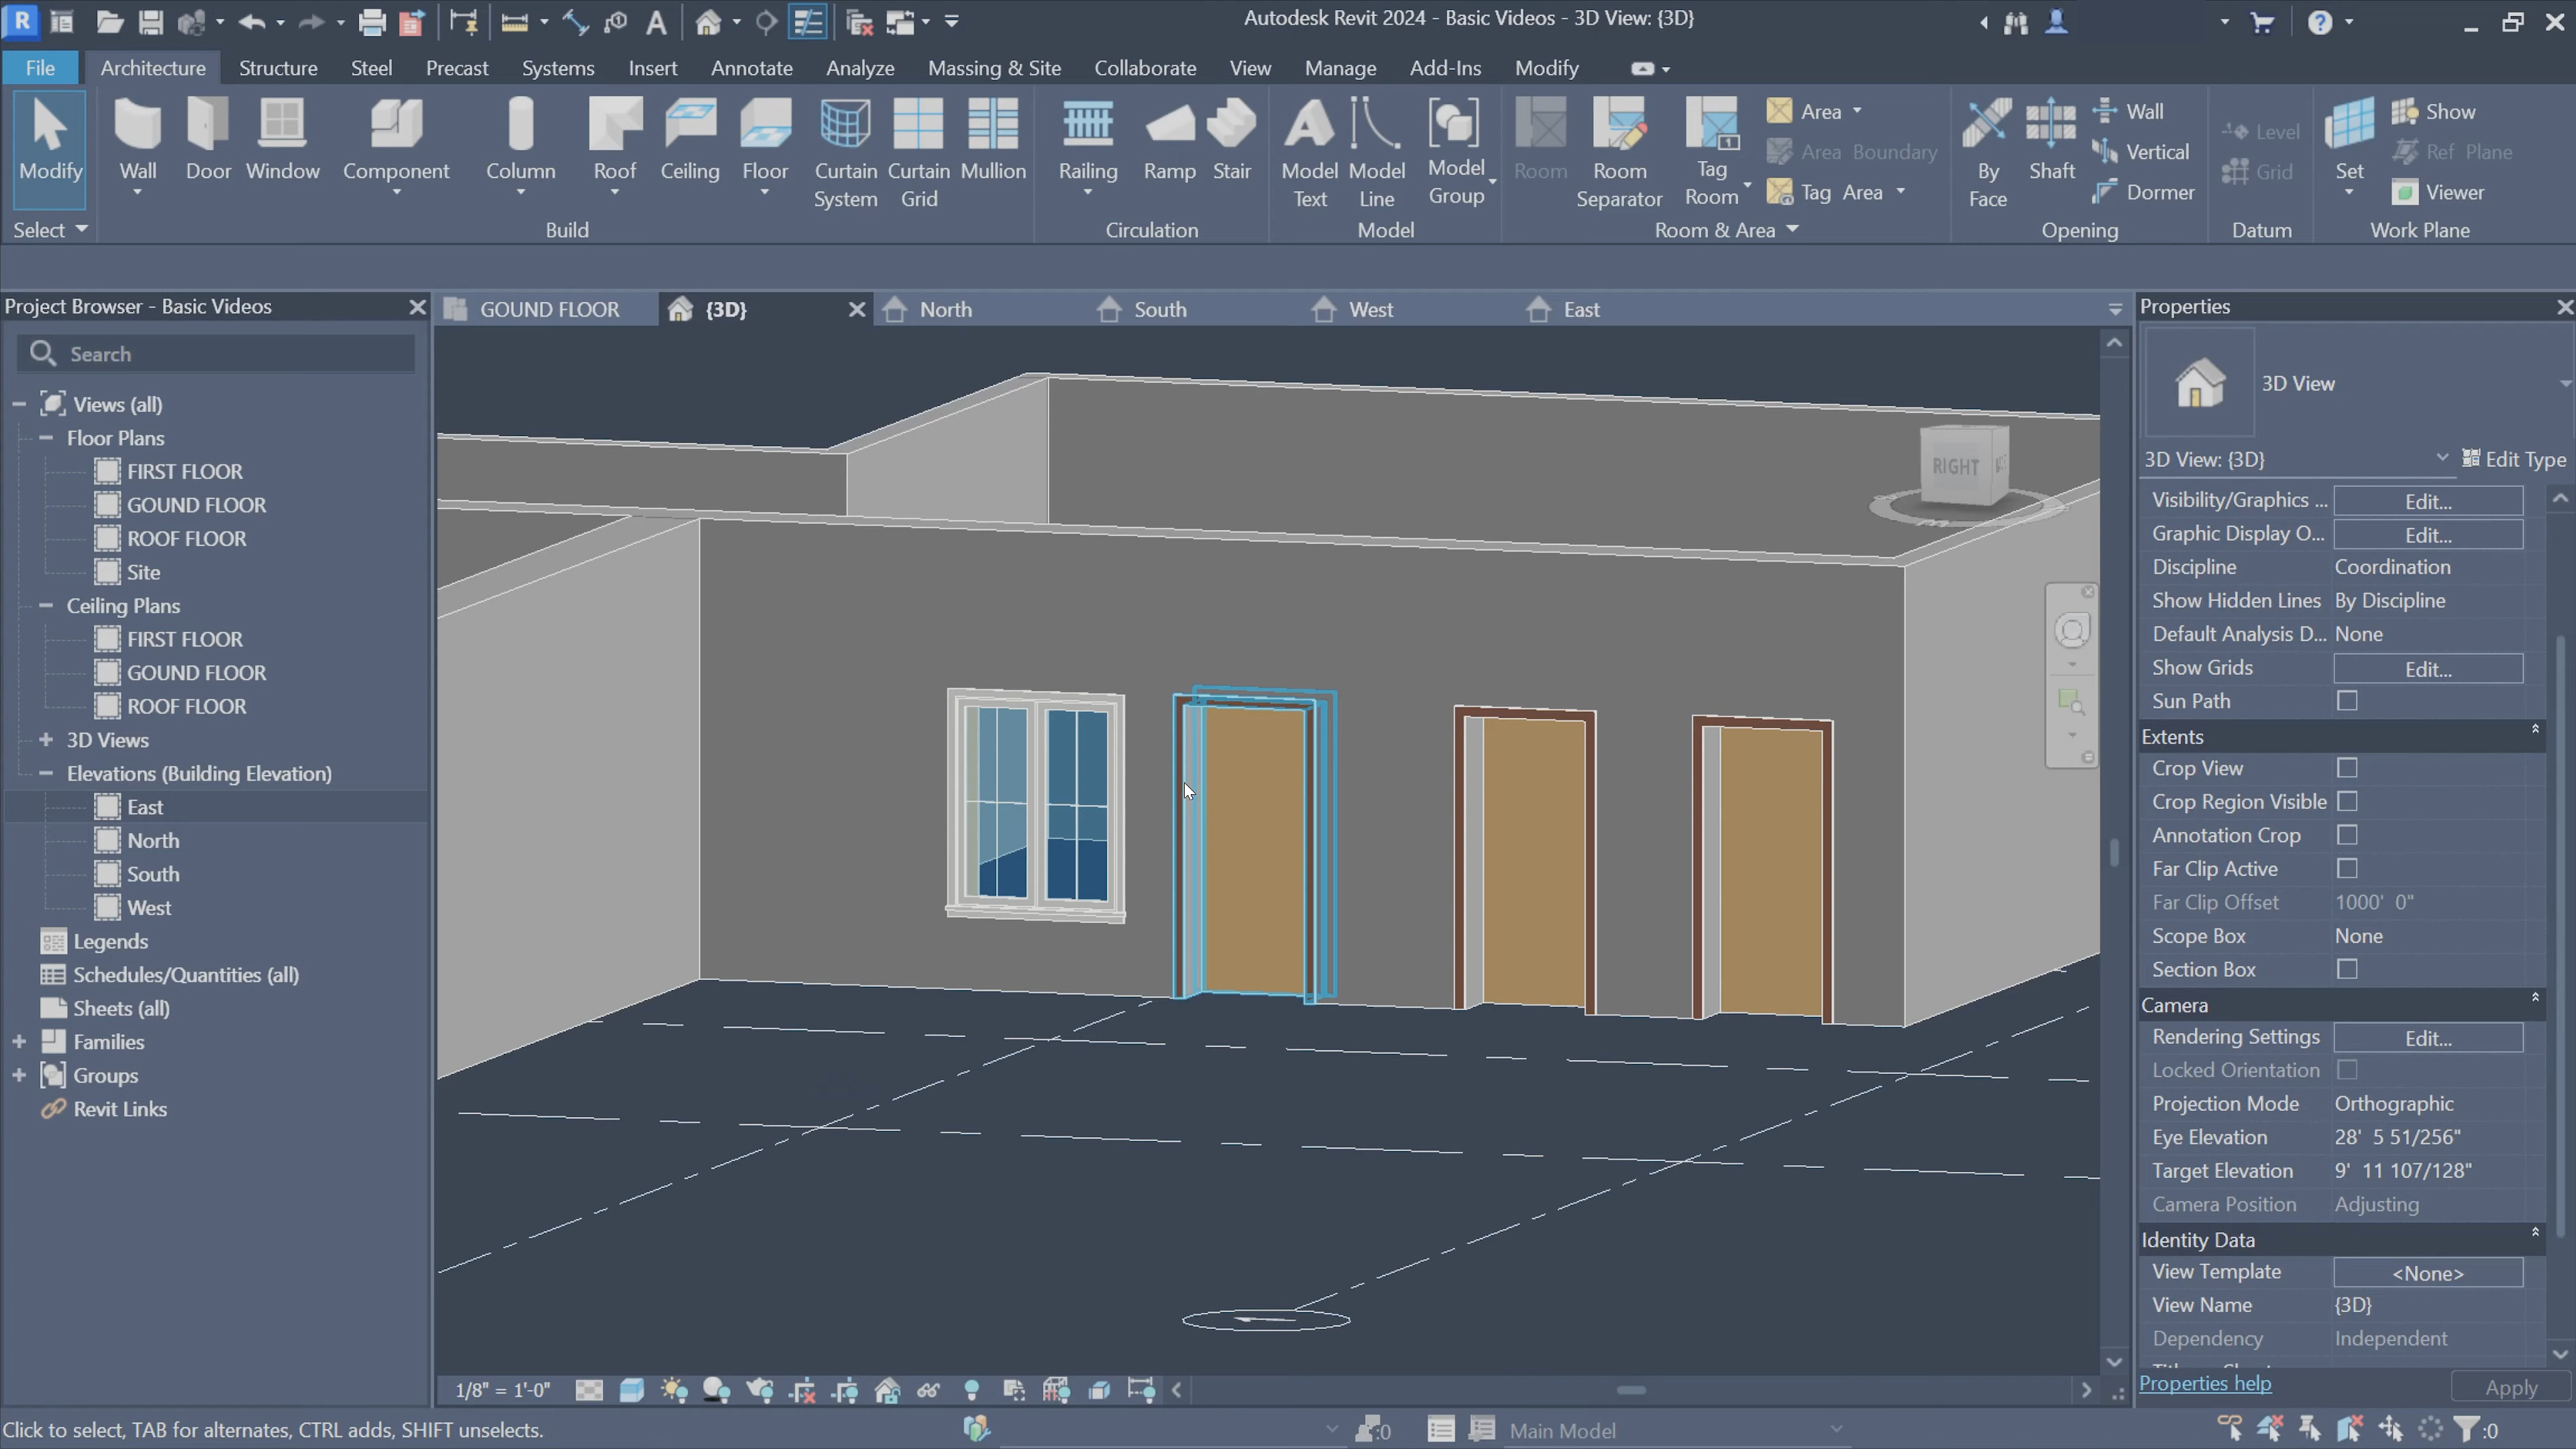 R
Autodesk Revit 2024 - Basic Videos - 3D View: {3D}
File Architecture Structure Steel Precast Systems Insert Annotate Analyze Massing & Site Collaborate View Manage Add-Ins Modify
Modify Wall Door Window Component Column Roof Ceiling Floor Curtain System Curtain Grid Mullion Railing Ramp Stair Model Text Model Line Model Group Room Room Separator Tag Room By Face Shaft Set
Area
Area Boundary
Tag Area
Wall
Vertical
Dormer
Level
Grid
Show
Ref Plane
Viewer
Select Build Circulation Model Room & Area Opening Datum Work Plane
Project Browser - Basic Videos
Search
Views (all)
Floor Plans
FIRST FLOOR
GOUND FLOOR
ROOF FLOOR
Site
Ceiling Plans
FIRST FLOOR
GOUND FLOOR
ROOF FLOOR
3D Views
Elevations (Building Elevation)
East
North
South
West
Legends
Schedules/Quantities (all)
Sheets (all)
Families
Groups
Revit Links
GOUND FLOOR {3D} North South West East
RIGHT
Properties
3D View
3D View: {3D} Edit Type
Visibility/Graphics ... Edit...
Graphic Display O... Edit...
Discipline Coordination
Show Hidden Lines By Discipline
Default Analysis D... None
Show Grids Edit...
Sun Path
Extents
Crop View
Crop Region Visible
Annotation Crop
Far Clip Active
Far Clip Offset 1000' 0"
Scope Box None
Section Box
Camera
Rendering Settings Edit...
Locked Orientation
Projection Mode Orthographic
Eye Elevation 28' 5 51/256"
Target Elevation 9' 11 107/128"
Camera Position Adjusting
Identity Data
View Template <None>
View Name {3D}
Dependency Independent
Properties help Apply
1/8" = 1'-0"
Click to select, TAB for alternates, CTRL adds, SHIFT unselects. :0 Main Model :0